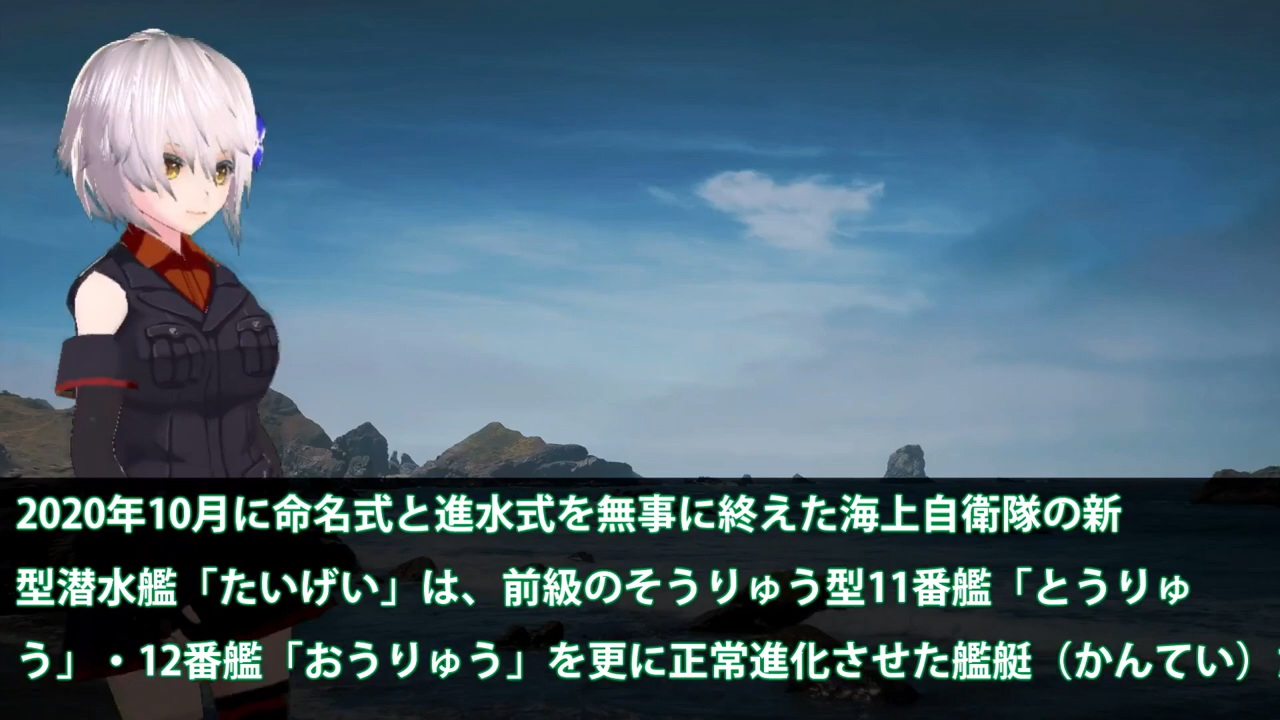 2020年10月に命名式と進水式を無事に終えた海上自衛隊の新
型潜水艦「たいげい」は、前級のそうりゅう型11番艦「とうりゅ
う」・12番艦「おうりゅう」を更に正常進化させた艦艇（かんてい）